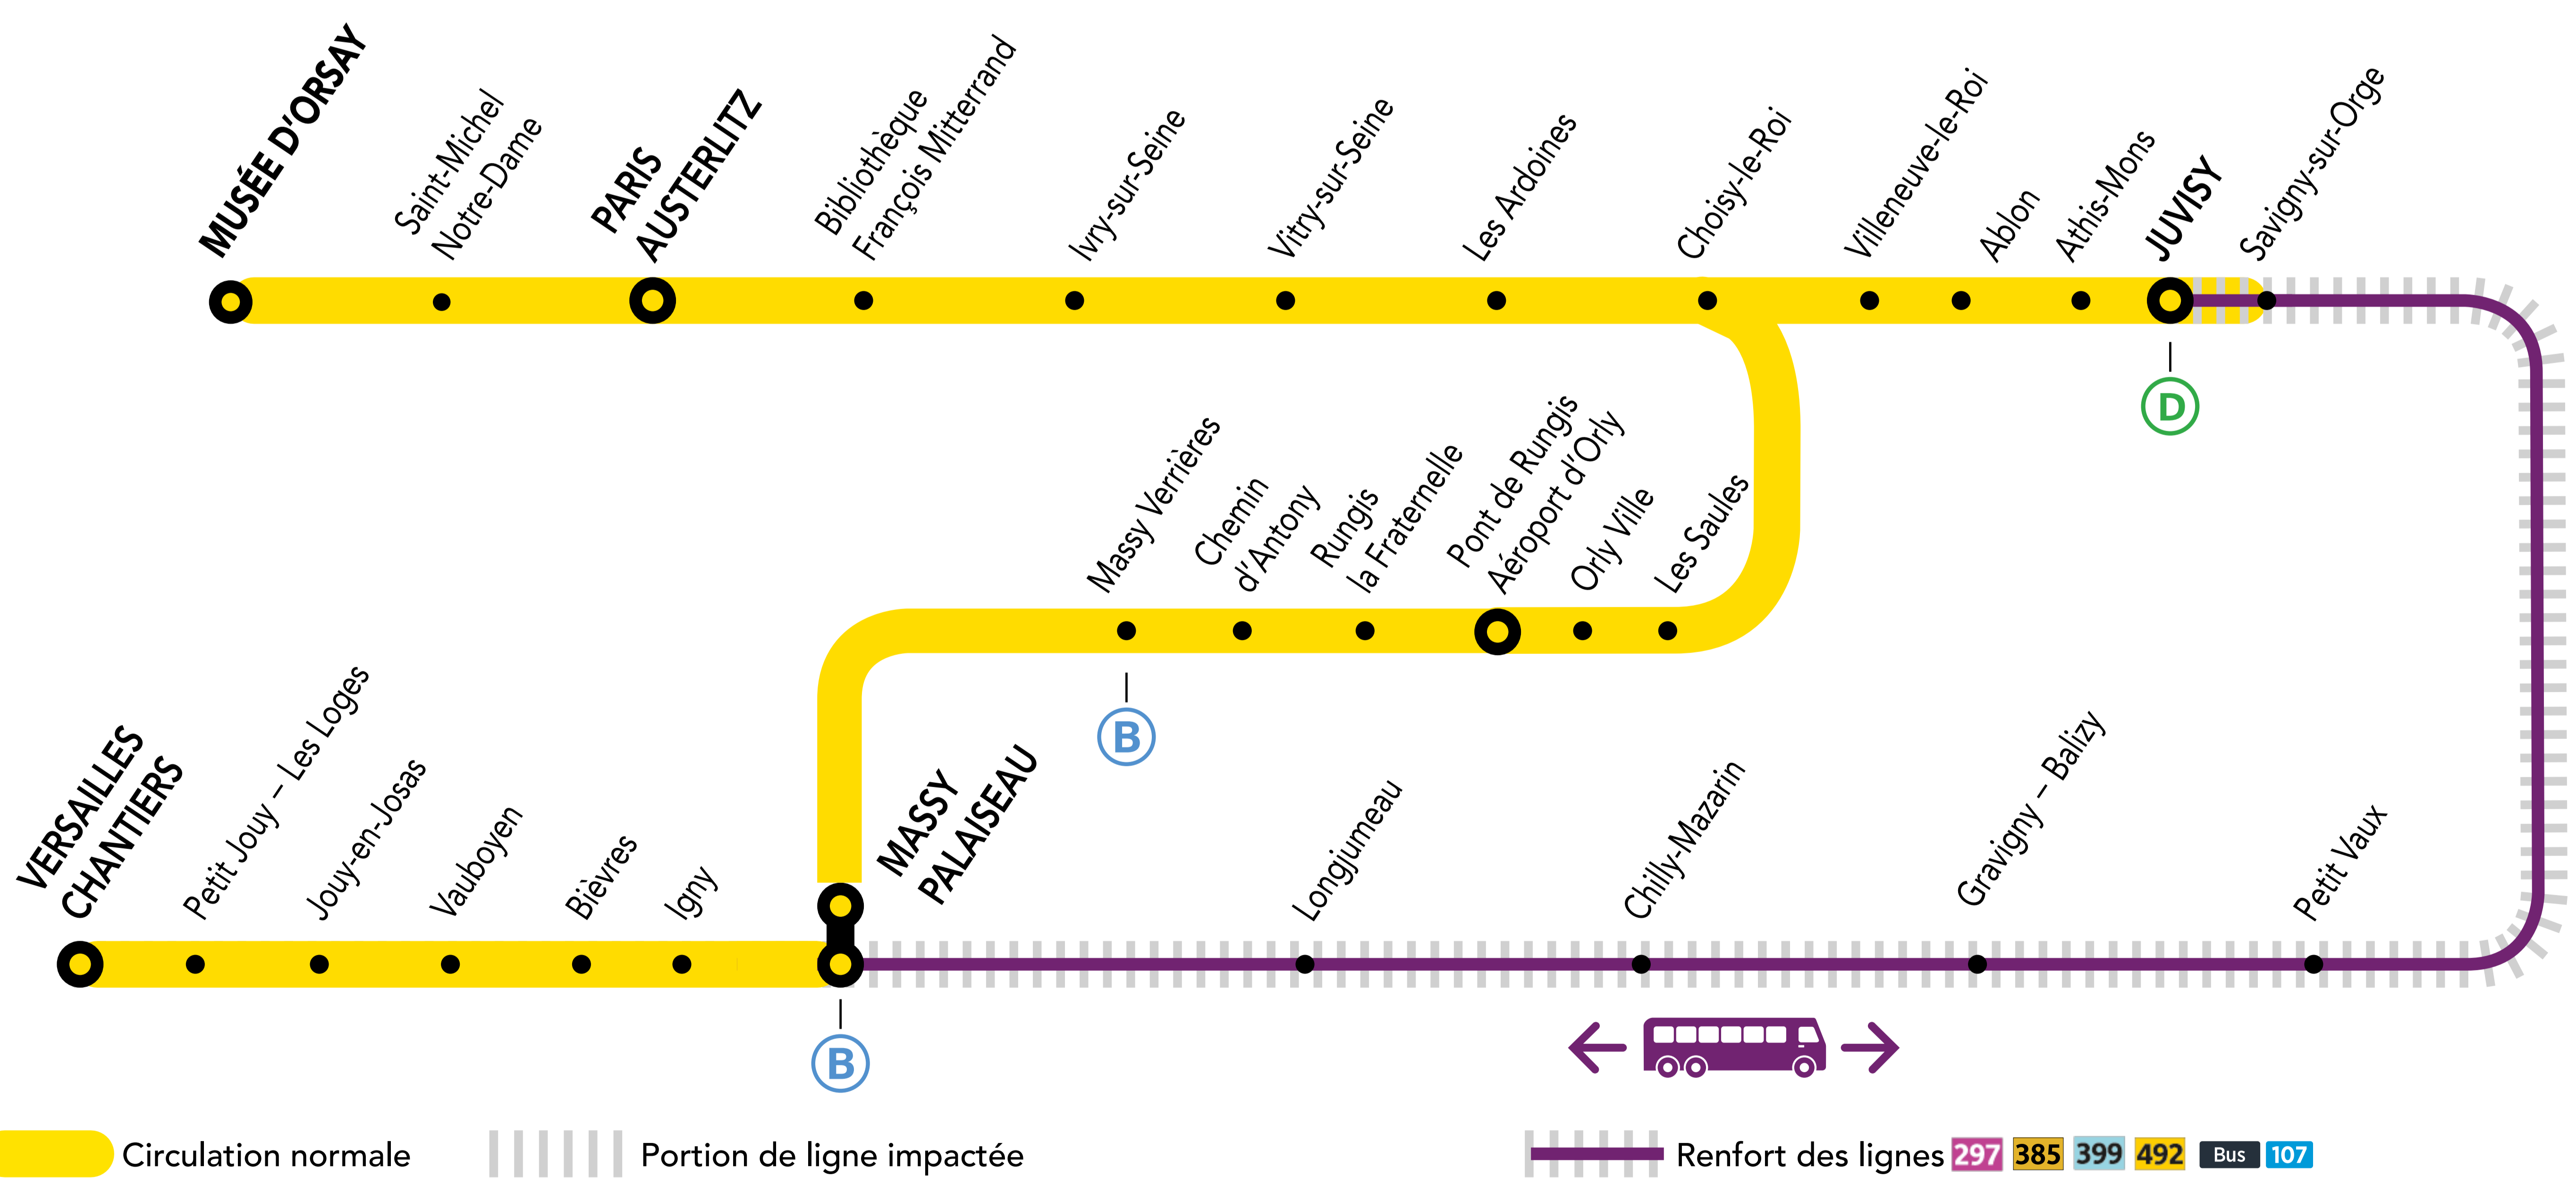 MUSÉE D'ORSAY
Saint-Michel
Notre-Dame
PARIS
AUSTERLITZ
Bibliothèque
François Mitterrand
Ivry-sur-Seine
Vitry-sur-Seine
Les Ardoines
Choisy-le-Roi
Villeneuve-le-Roi
Ablon
Athis-Mons
JUVISY
Savigny-sur-Orge
D
Massy Verrières
Chemin
d'Antony
Rungis
la Fraternelle
Pont de Rungis
Aéroport d'Orly
Orly Ville
Les Saules
B
VERSAILLES
CHANTIERS
Petit Jouy – Les Loges
Jouy-en-Josas
Vauboyen
Bièvres
Igny
MASSY
PALAISEAU
Longjumeau
Chilly-Mazarin
Gravigny – Balizy
Petit Vaux
B
Circulation normale
Portion de ligne impactée
Renfort des lignes 297 385 399 492 Bus 107